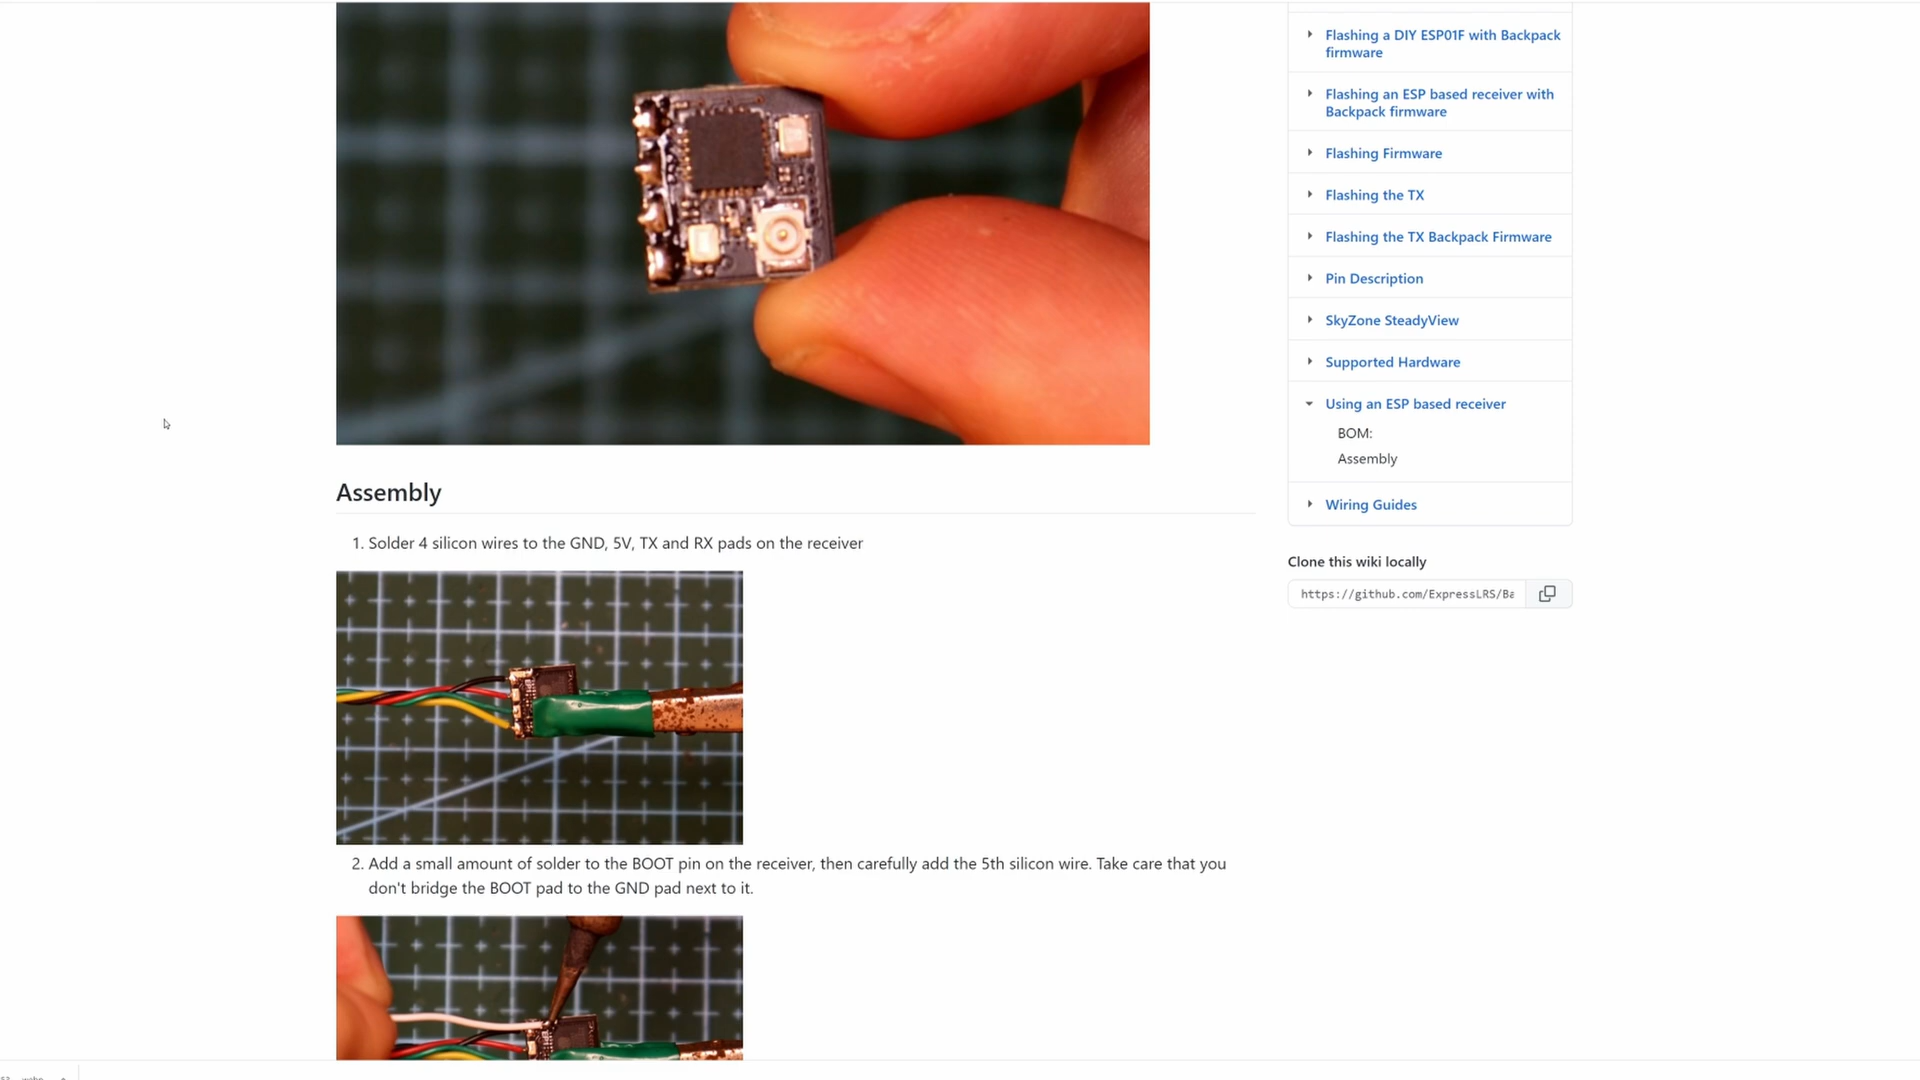 Flashing a DIY ESP01F with Backpack
firmware
Flashing an ESP based receiver with
Backpack firmware
Flashing Firmware
Flashing the TX
Flashing the TX Backpack Firmware
Pin Description
SkyZone SteadyView
Supported Hardware
Using an ESP based receiver
BOM:
Assembly
Wiring Guides
Clone this wiki locally
https://github.com/ExpressLRS/Ba
Assembly
1. Solder 4 silicon wires to the GND, 5V, TX and RX pads on the receiver
2. Add a small amount of solder to the BOOT pin on the receiver, then carefully add the 5th silicon wire. Take care that you
don't bridge the BOOT pad to the GND pad next to it.